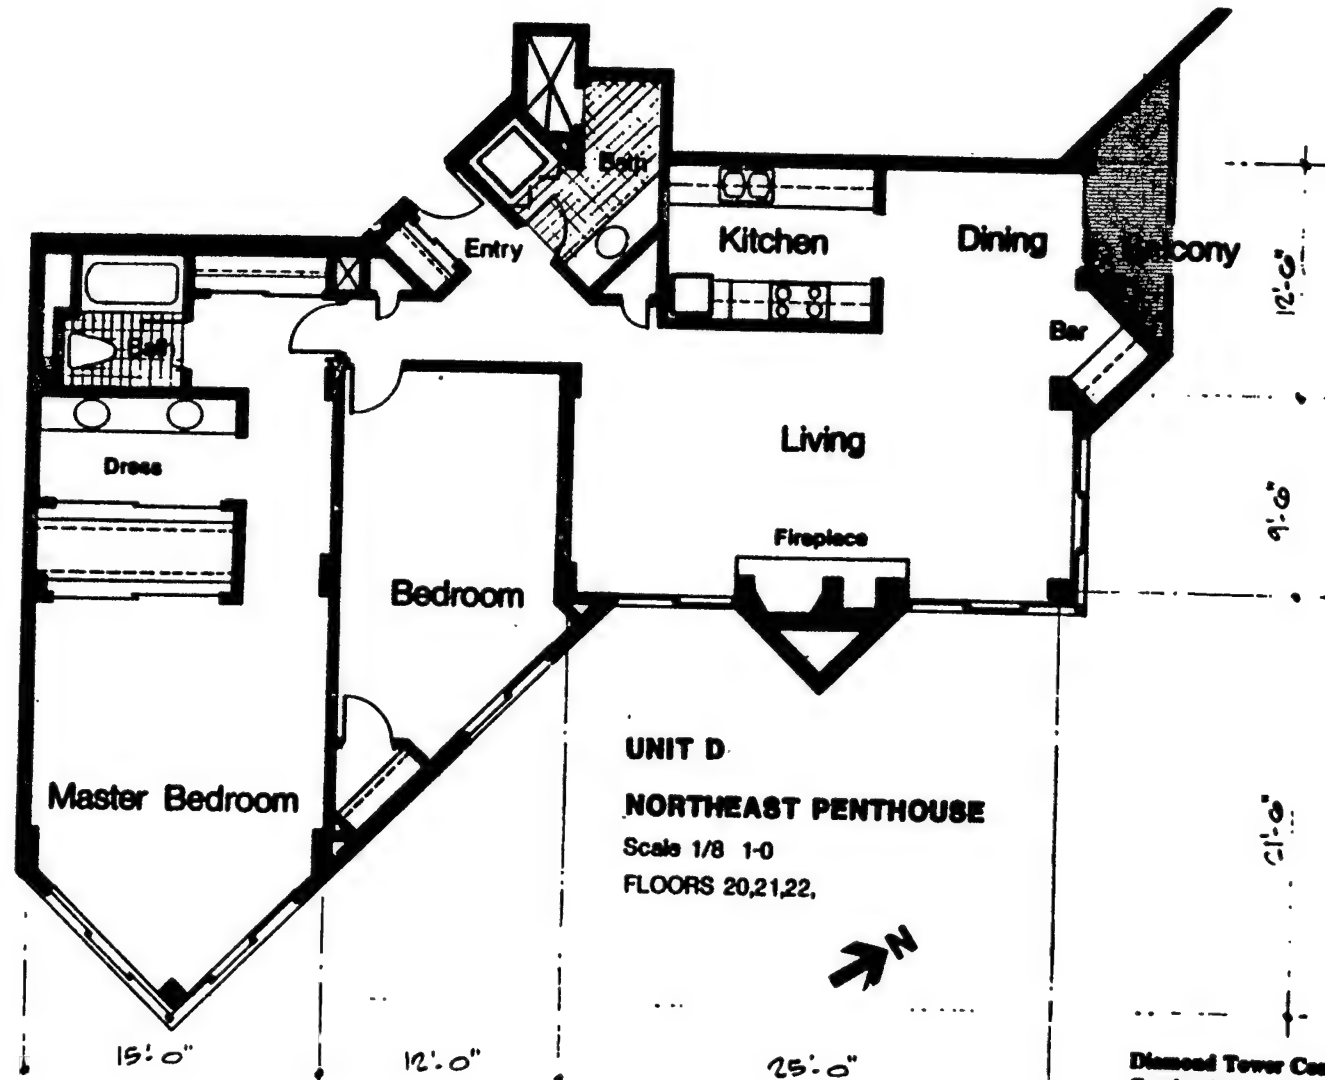 Bath
Entry
Kitchen
Dining
Balcony
12'-0"
Bar
Bath
Living
Dress
9'-0"
Fireplace
Bedroom
UNIT D
Master Bedroom
NORTHEAST PENTHOUSE
Scale 1/8 1-0
FLOORS 20,21,22,
21'-0"
N
15'-0"
12'-0"
25'-0"
Diamond Tower